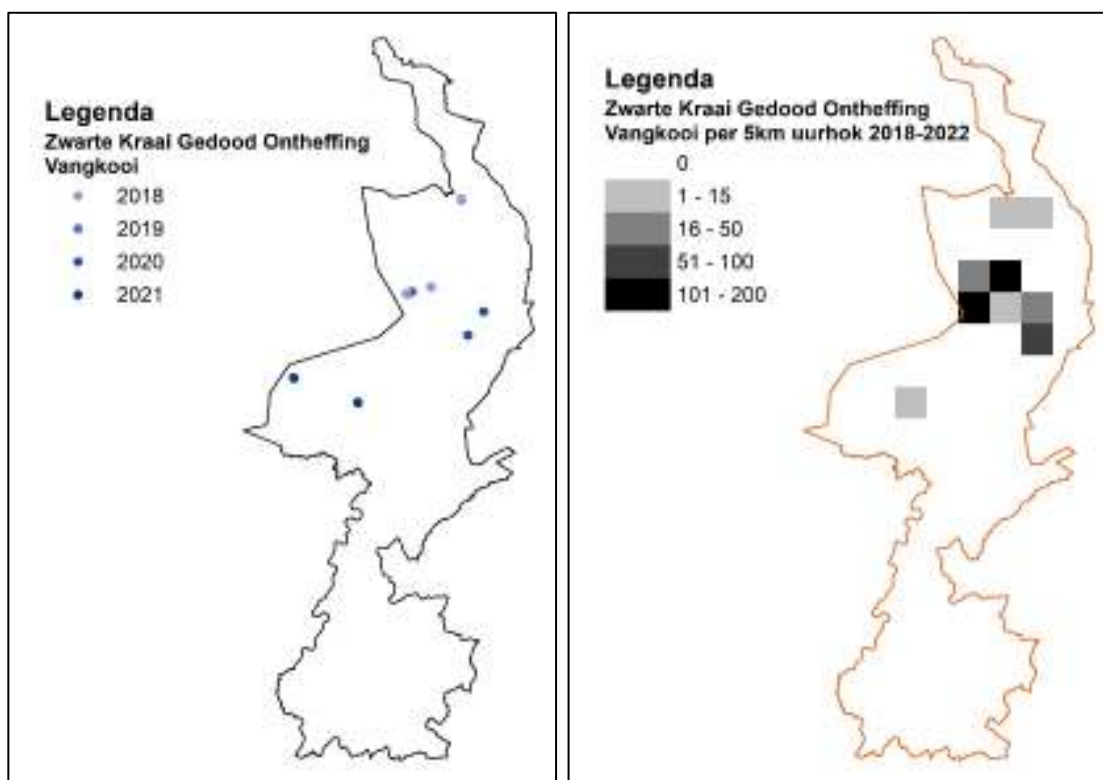 Legenda
Zwarte Kraai Gedood Ontheffing
Vangkooi
2018
2019
2020
2021
Legenda
Zwarte Kraai Gedood Ontheffing
Vangkooi per 5km uurhok 2018-2022
0
1 - 15
16 - 50
51 - 100
101 - 200